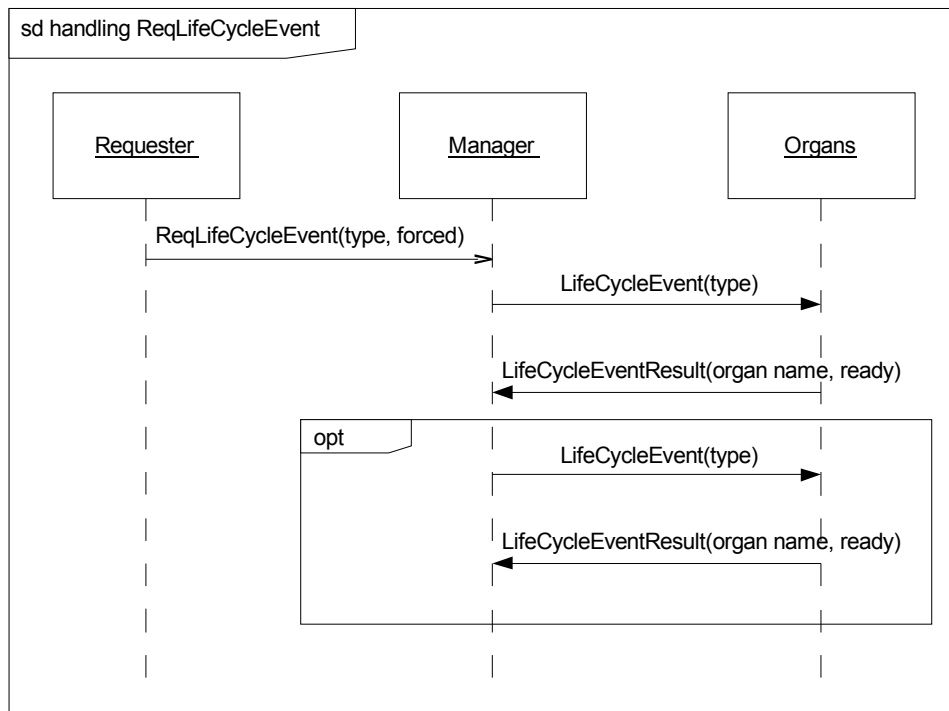 sd handling ReqLifeCycleEvent
Requester
Manager
Organs
ReqLifeCycleEvent(type, forced)
LifeCycleEvent(type)
LifeCycleEventResult(organ name, ready)
opt
LifeCycleEvent(type)
LifeCycleEventResult(organ name, ready)